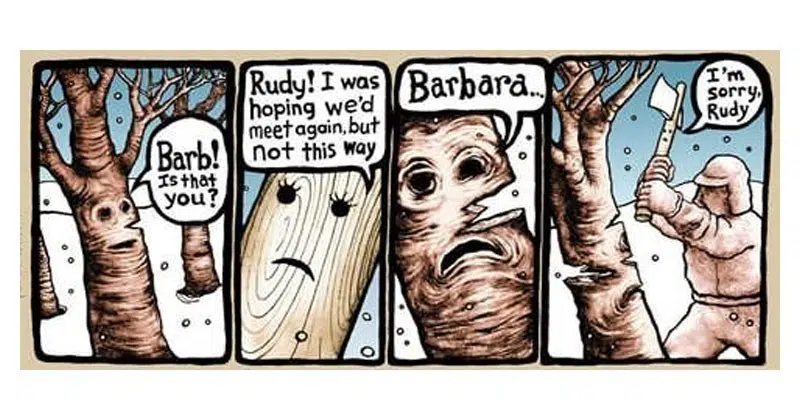 Barb!
Is that
you?
Rudy! I was
hoping we'd
meet again, but
not this way
Barbara...
I'm
sorry,
Rudy